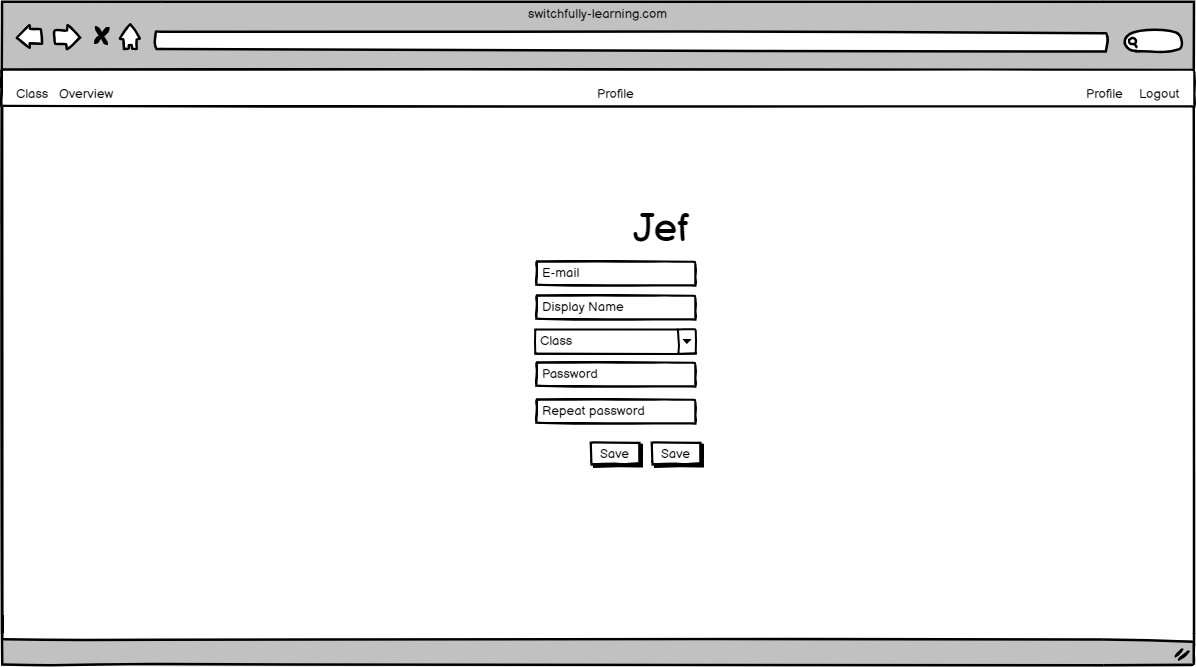 switchfully-learning.com
Class Overview Profile Profile Logout
Jef
E-mail
Display Name
Class
Password
Repeat password
Save Save